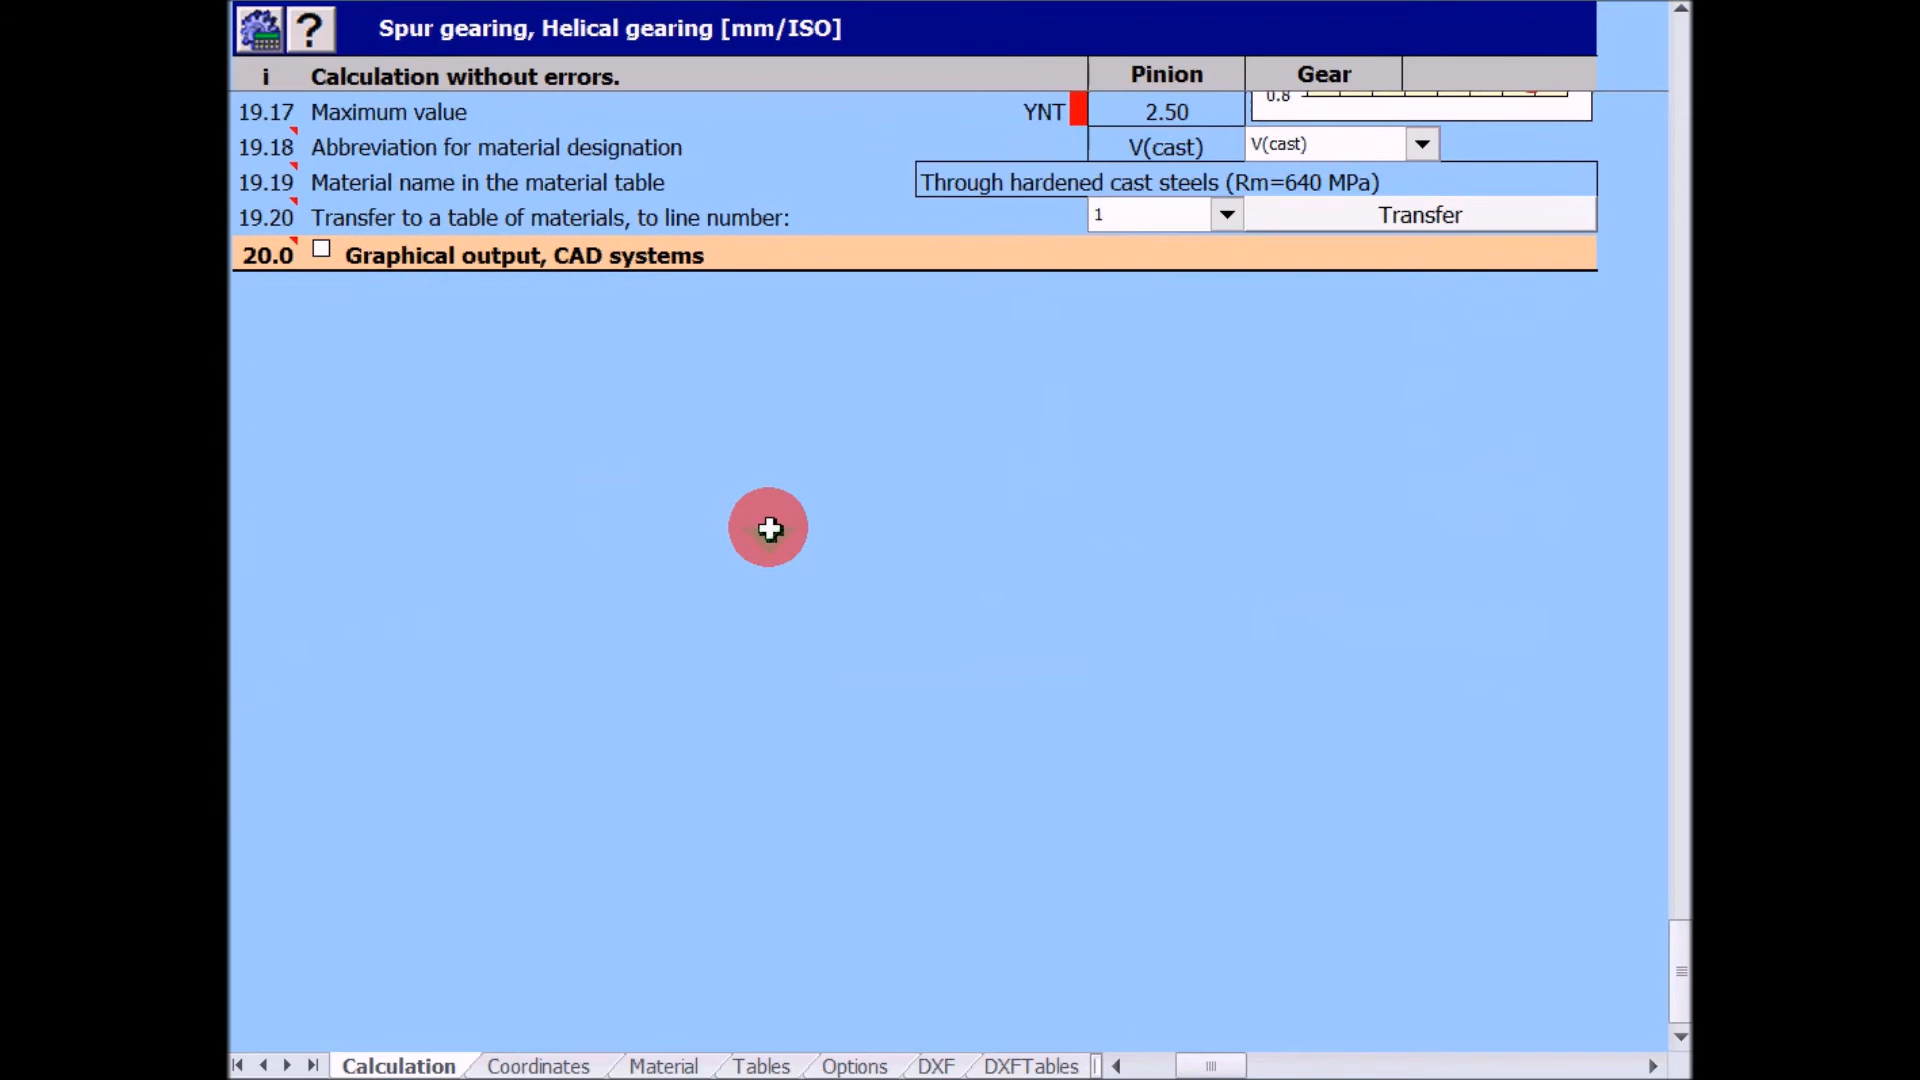 ? Spur gearing, Helical gearing [mm/ISO]
i Calculation without errors. Pinion Gear
0.8
19.17 Maximum value YNT 2.50
19.18 Abbreviation for material designation V(cast) V(cast)
19.19 Material name in the material table Through hardened cast steels (Rm=640 MPa)
19.20 Transfer to a table of materials, to line number: 1 Transfer
20.0 Graphical output, CAD systems
Calculation Coordinates Material Tables Options DXF DXFTables